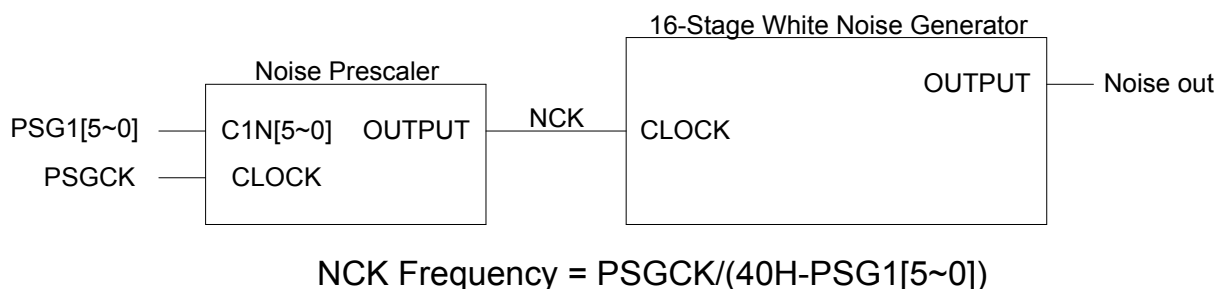 16-Stage White Noise Generator
Noise Prescaler
OUTPUT Noise out
PSG1[5~0] C1N[5~0] OUTPUT NCK CLOCK
PSGCK CLOCK
NCK Frequency = PSGCK/(40H-PSG1[5~0])